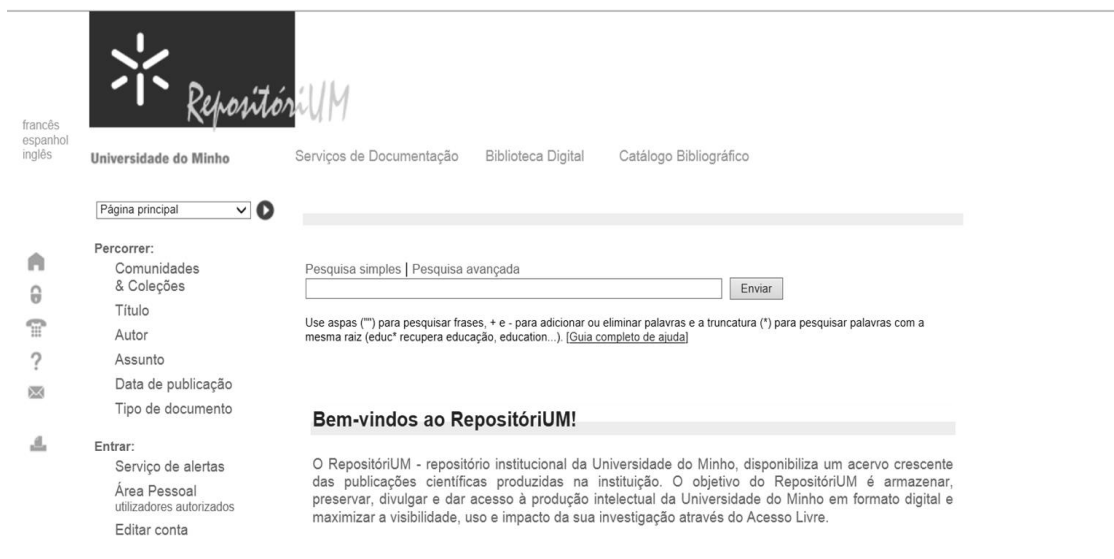 RepositóriUM
francês
espanhol
inglês
Universidade do Minho
Serviços de Documentação
Biblioteca Digital
Catálogo Bibliográfico
Página principal
Percorrer:
Comunidades
& Coleções
Título
Autor
Assunto
Data de publicação
Tipo de documento
Entrar:
Serviço de alertas
Área Pessoal
utilizadores autorizados
Editar conta
Pesquisa simples | Pesquisa avançada
Enviar
Use aspas ("") para pesquisar frases, + e - para adicionar ou eliminar palavras e a truncatura (*) para pesquisar palavras com a
mesma raiz (educ* recupera educação, education...). [Guia completo de ajuda]
Bem-vindos ao RepositóriUM!
O RepositóriUM - repositório institucional da Universidade do Minho, disponibiliza um acervo crescente
das publicações científicas produzidas na instituição. O objetivo do RepositóriUM é armazenar,
preservar, divulgar e dar acesso à produção intelectual da Universidade do Minho em formato digital e
maximizar a visibilidade, uso e impacto da sua investigação através do Acesso Livre.